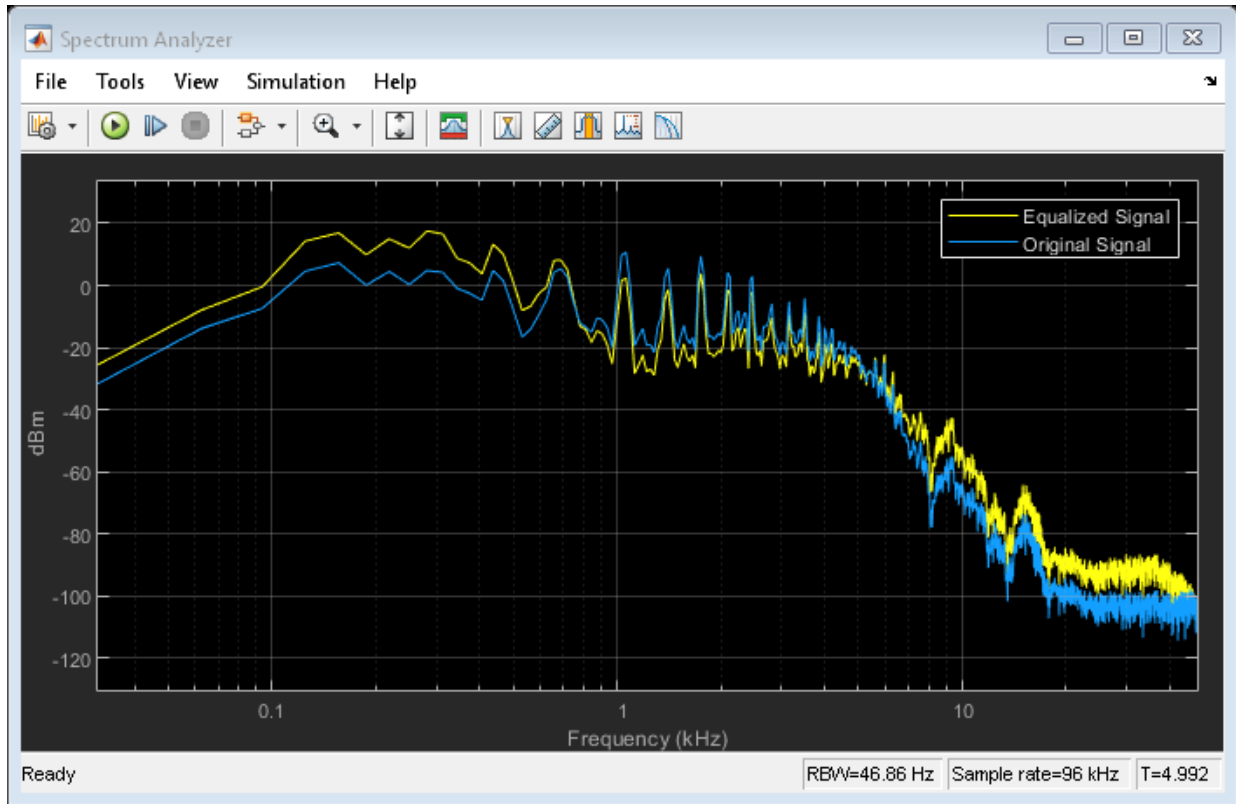 Spectrum Analyzer
File Tools View Simulation Help
Equalized Signal
Original Signal
20
0
-20
-40
-60
-80
-100
-120
dBm
0.1 1 10
Frequency (kHz)
Ready RBW=46.86 Hz Sample rate=96 kHz T=4.992